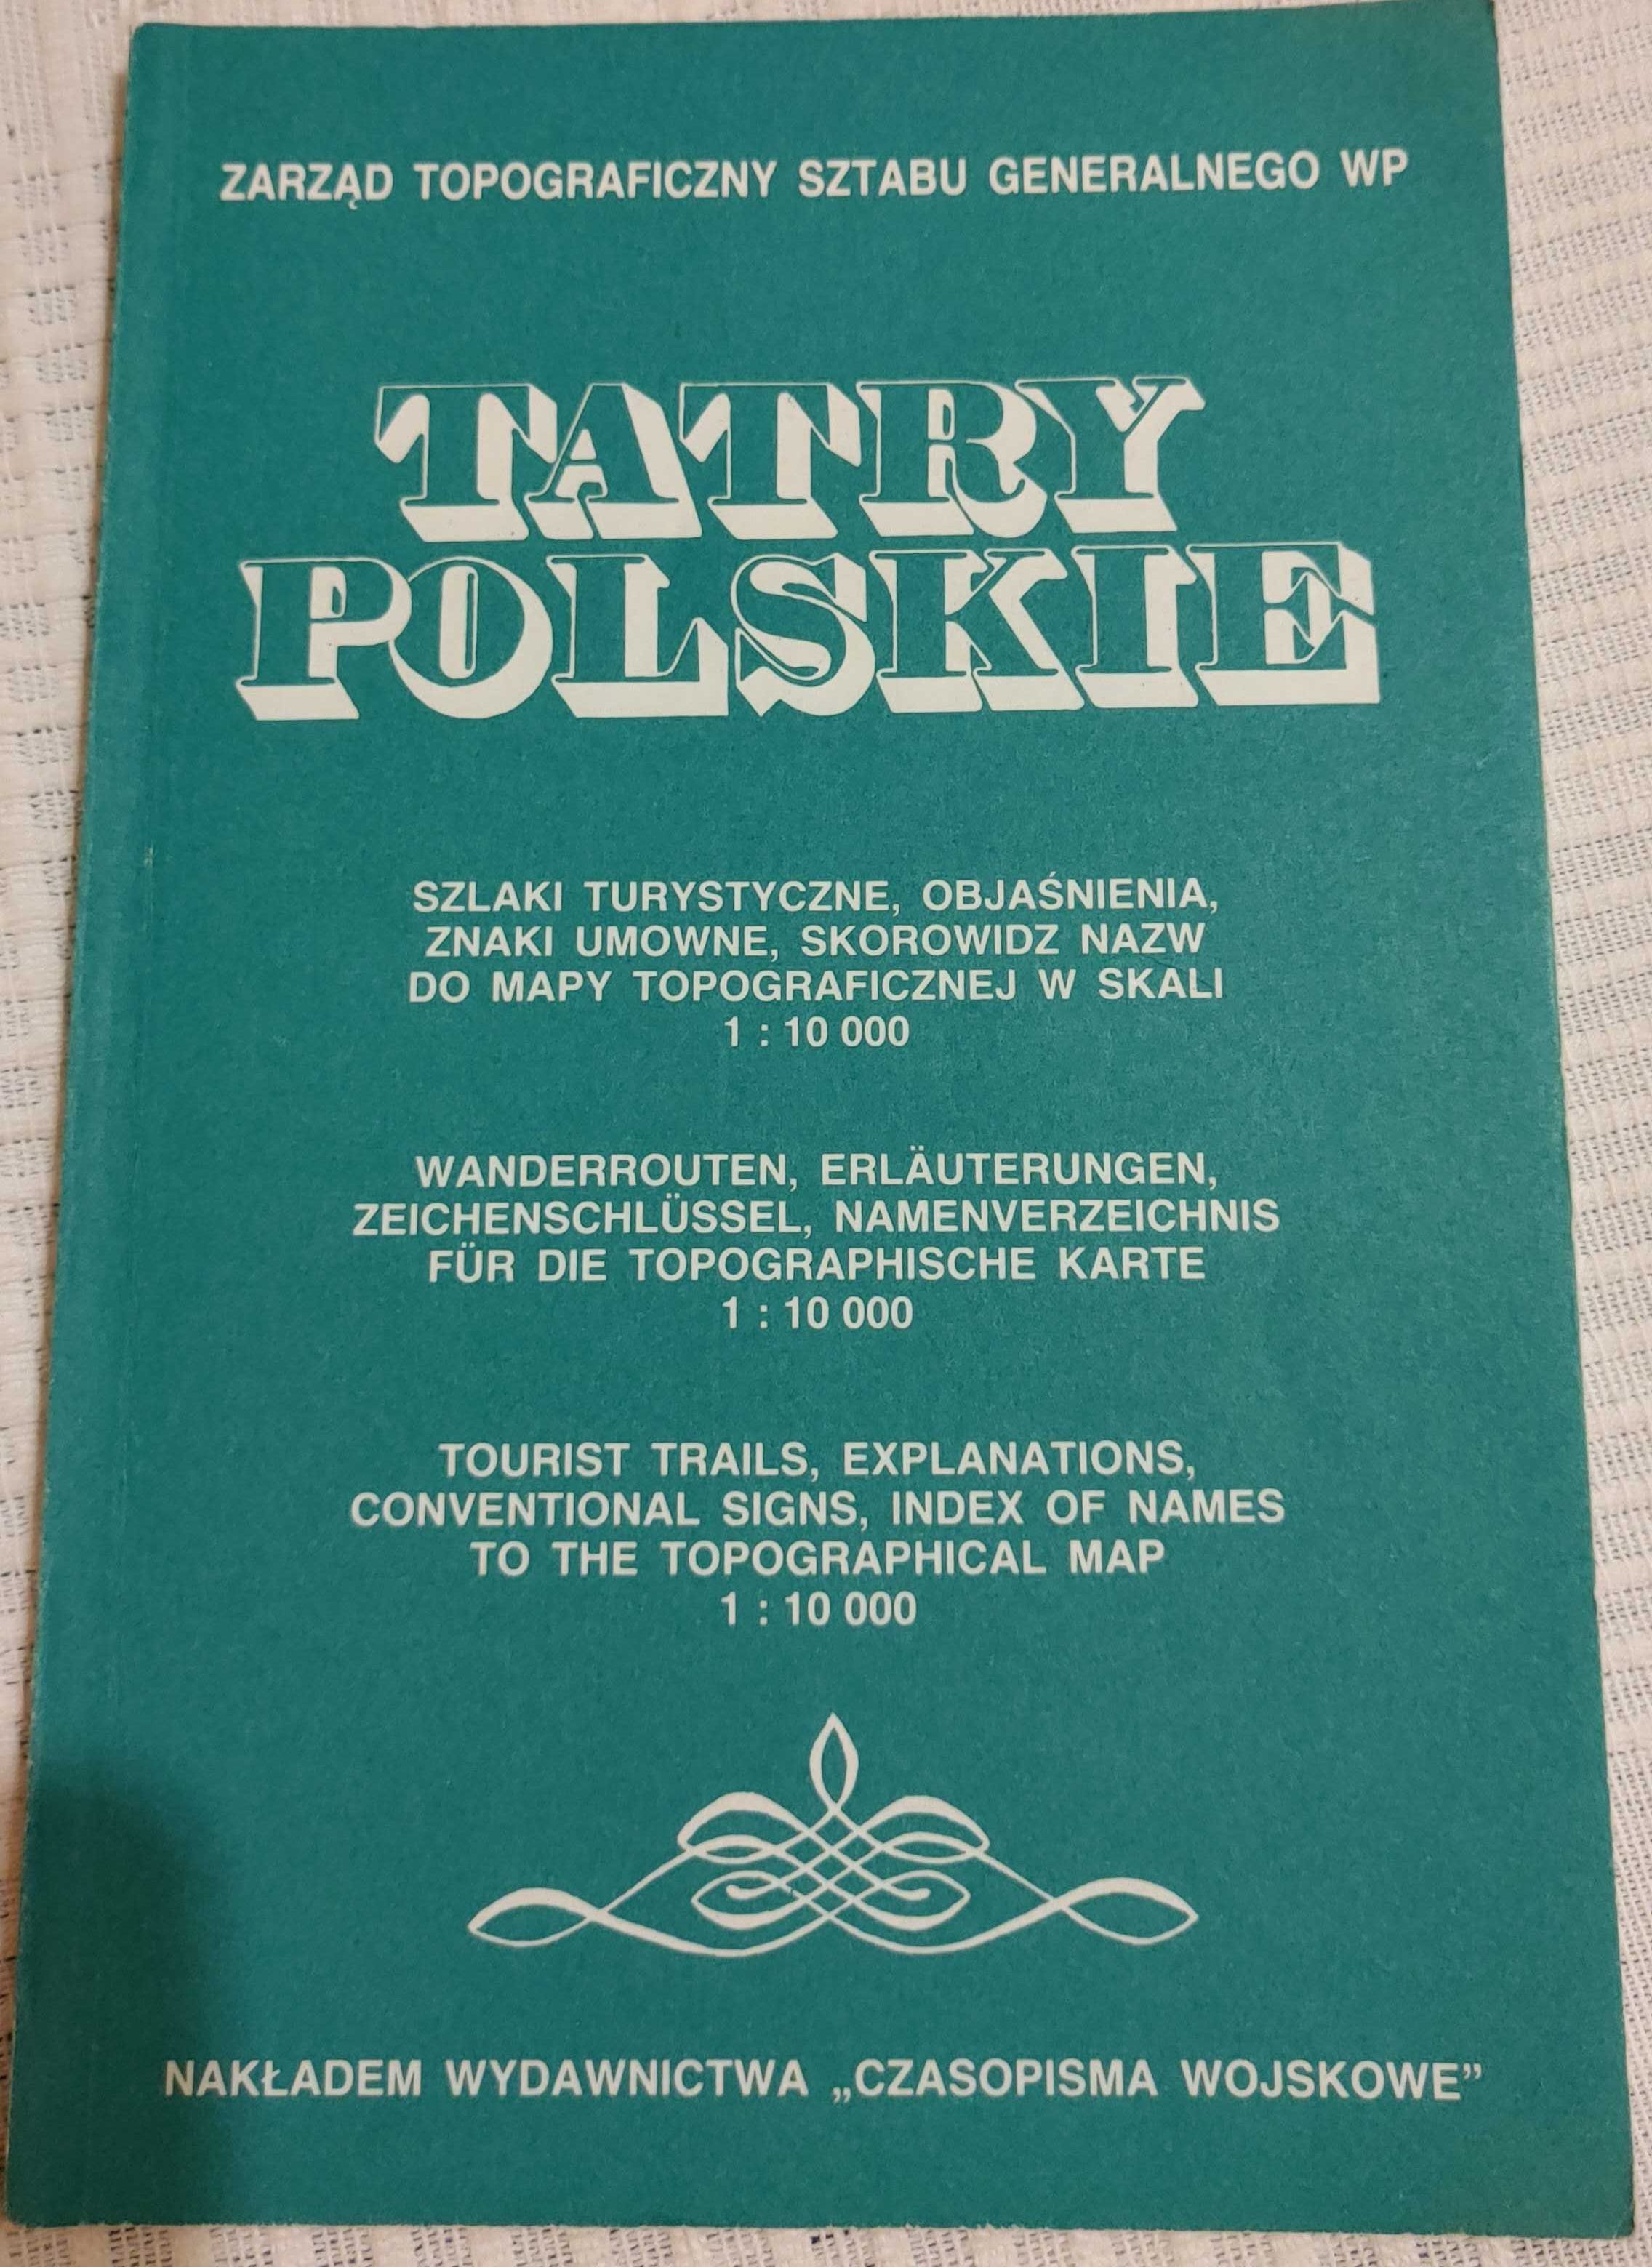 ZARZĄD TOPOGRAFICZNY SZTABU GENERALNEGO WP
TATRY
POLSKIE
SZLAKI TURYSTYCZNE, OBJAŚNIENIA,
ZNAKI UMOWNE, SKOROWIDZ NAZW
DO MAPY TOPOGRAFICZNEJ W SKALI
1 : 10 000
WANDERROUTEN, ERLÄUTERUNGEN,
ZEICHENSCHLÜSSEL, NAMENVERZEICHNIS
FÜR DIE TOPOGRAPHISCHE KARTE
1 : 10 000
TOURIST TRAILS, EXPLANATIONS,
CONVENTIONAL SIGNS, INDEX OF NAMES
TO THE TOPOGRAPHICAL MAP
1 : 10 000
NAKŁADEM WYDAWNICTWA „CZASOPISMA WOJSKOWE”